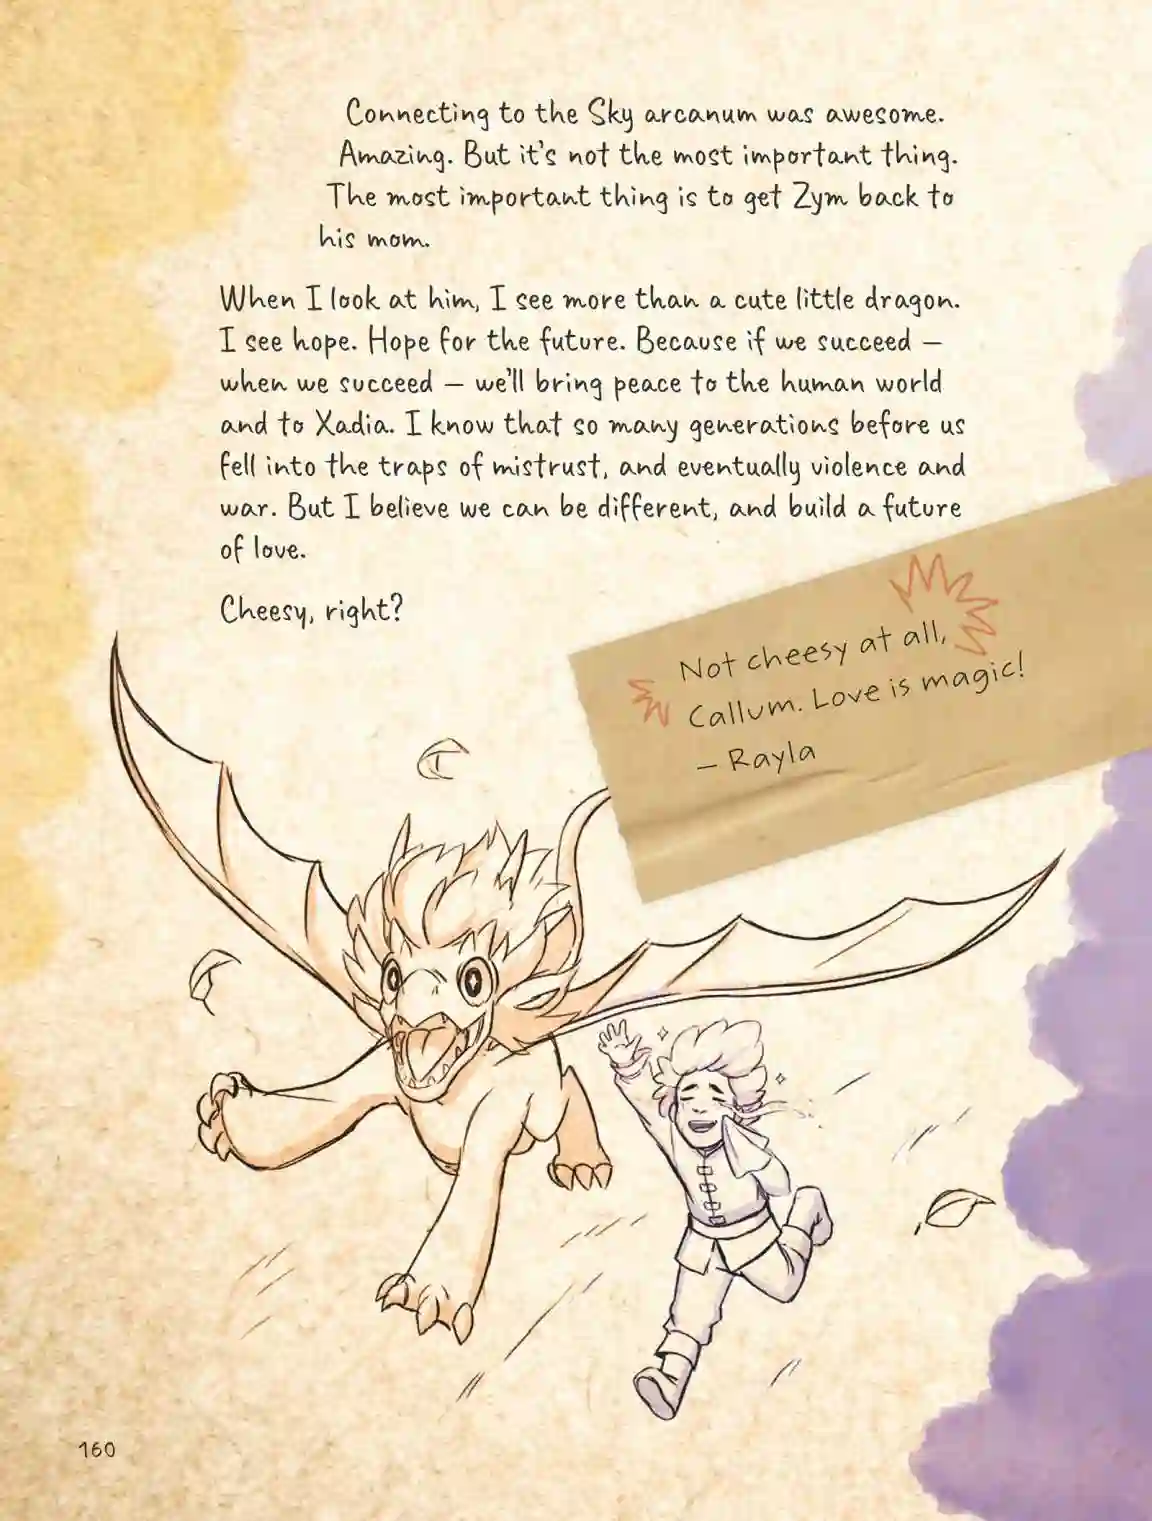 Connecting to the Sky arcanum was awesome.
Amazing. But it's not the most important thing.
The most important thing is to get Zym back to
his mom.
When I look at him, I see more than a cute little dragon.
I see hope. Hope for the future. Because if we succeed —
when we succeed — we'll bring peace to the human world
and to Xadia. I know that so many generations before us
fell into the traps of mistrust, and eventually violence and
war. But I believe we can be different, and build a future
of love.
Cheesy, right?
Not cheesy at all,
Callum. Love is magic!
— Rayla
160